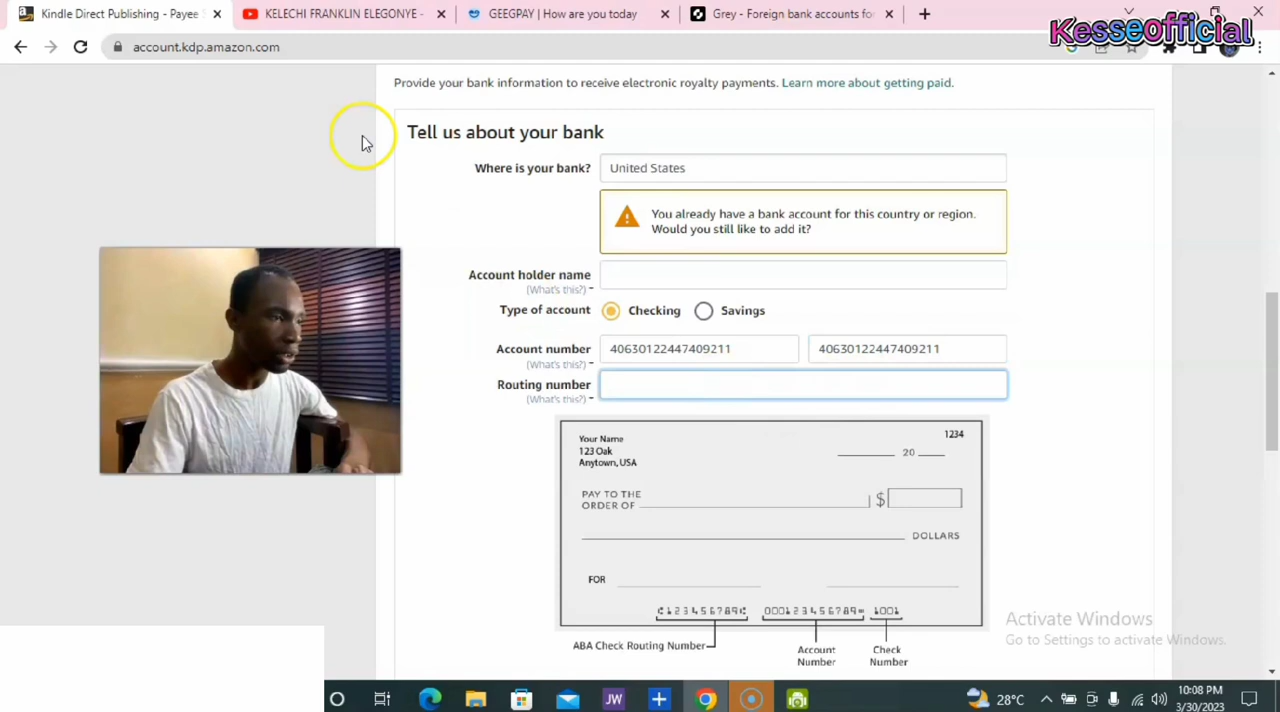 Kindle Direct Publishing - Payee S
KELECHI FRANKLIN ELEGONYE -
GEEGPAY | How are you today
Grey - Foreign bank accounts for
Kesseofficial
account.kdp.amazon.com
Provide your bank information to receive electronic royalty payments. Learn more about getting paid.
Tell us about your bank
Where is your bank?
United States
You already have a bank account for this country or region.
Would you still like to add it?
Account holder name
(What's this?)
Type of account
Checking
Savings
Account number
40630122447409211
40630122447409211
(What's this?)
Routing number
(What's this?)
Your Name
123 Oak
Anytown, USA
1234
20
PAY TO THE
ORDER OF
$
DOLLARS
FOR
⑆123456789⑆ 000123456789⑈ 1001
ABA Check Routing Number
Account
Number
Check
Number
Activate Windows
Go to Settings to activate Windows.
JW
28°C
10:08 PM
3/30/2023